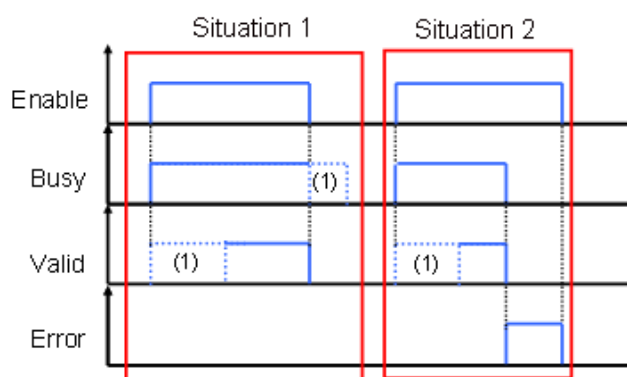 Situation 1
Situation 2
Enable
Busy
(1)
Valid
(1)
(1)
Error